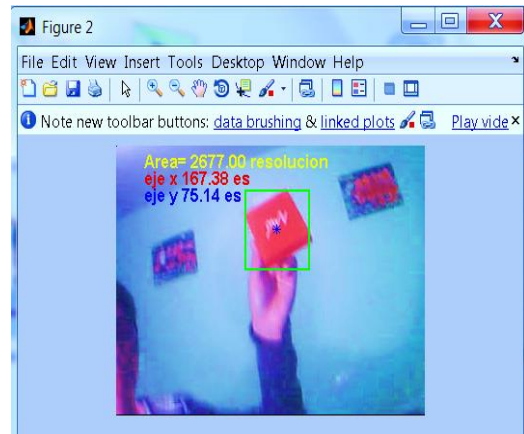 Figure 2
File Edit View Insert Tools Desktop Window Help
Note new toolbar buttons: data brushing & linked plots Play vide
Area= 2677.00 resolucion
eje x 167.38 es
eje y 75.14 es